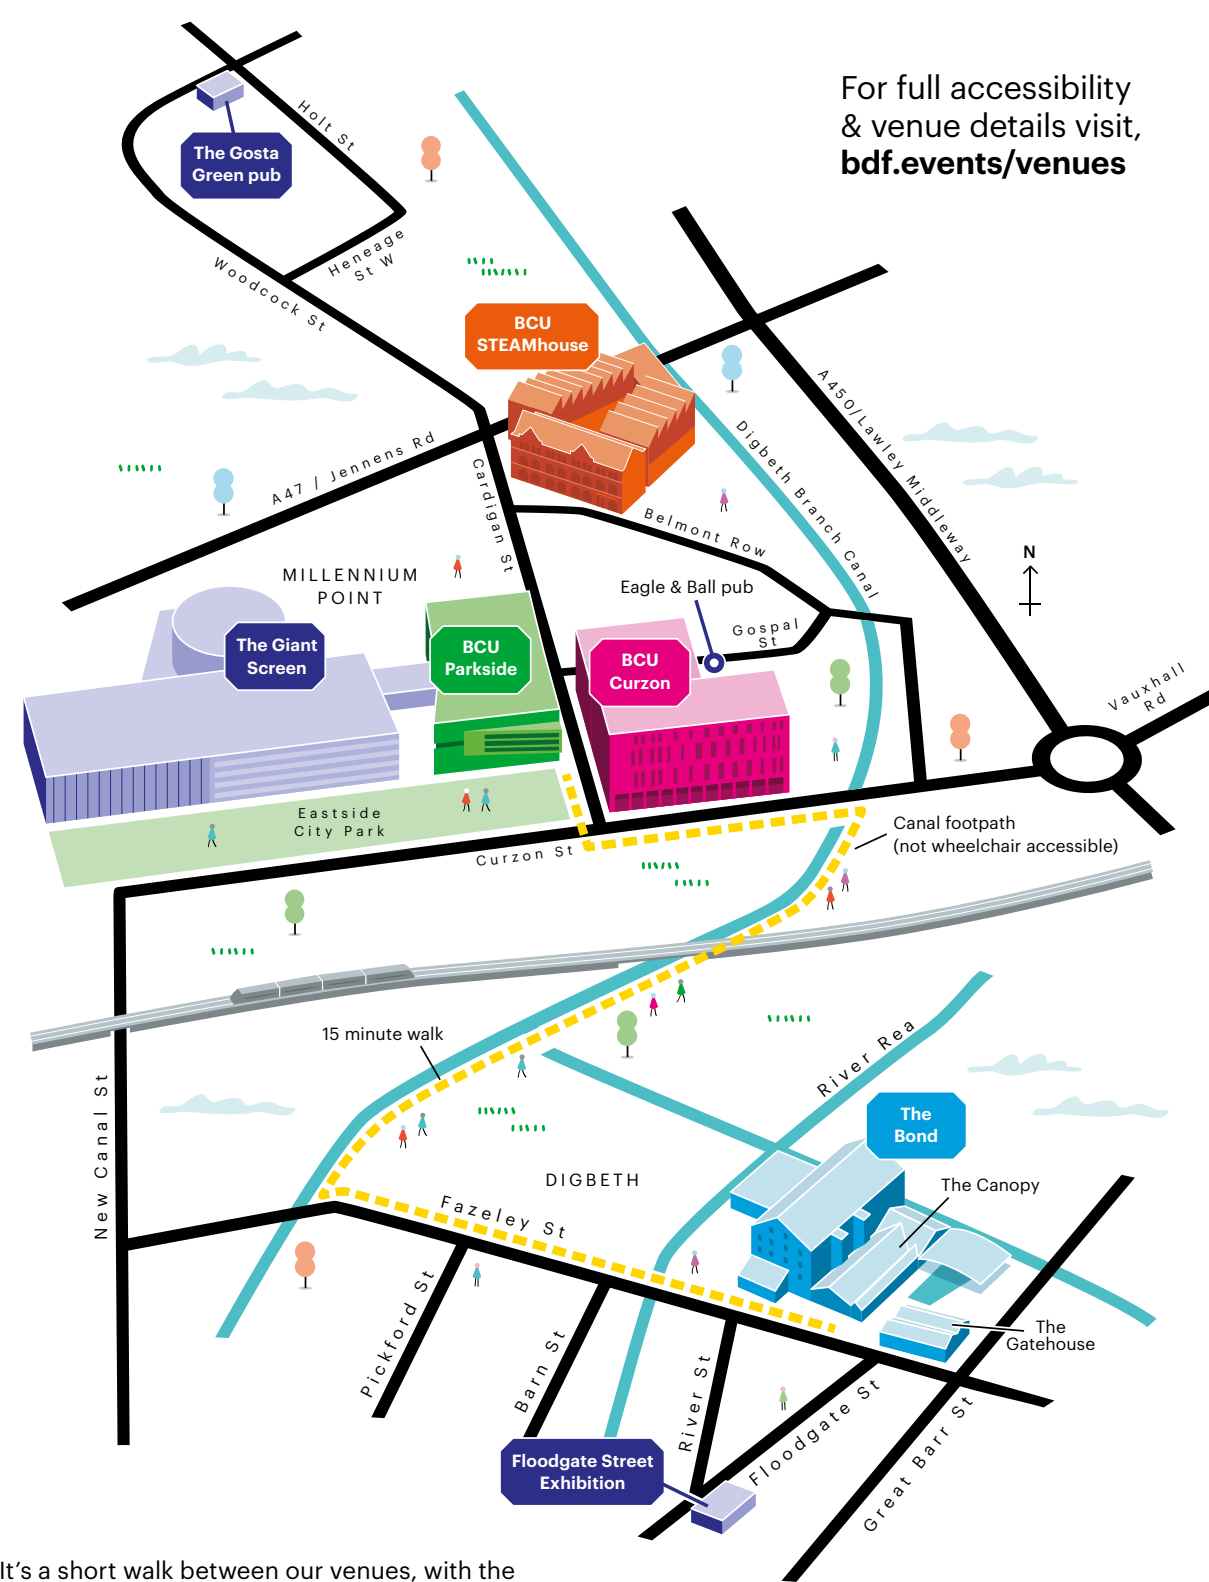 For full accessibility
& venue details visit,
bdf.events/venues
Holt St
The Gosta
Green pub
Heneage
St W
Woodcock St
BCU
STEAMhouse
A47 / Jennens Rd
Cardigan St
Digbeth Branch Canal
A450/Lawley Middleway
Belmont Row
N
MILLENNIUM
POINT
Eagle & Ball pub
Gospal
St
The Giant
Screen
BCU
Parkside
BCU
Curzon
Vauxhall
Rd
Eastside
City Park
Curzon St
Canal footpath
(not wheelchair accessible)
15 minute walk
River Rea
New Canal St
The
Bond
DIGBETH
The Canopy
Fazeley St
Pickford St
Barn St
River St
The
Gatehouse
Floodgate St
Great Barr St
Floodgate Street
Exhibition
It’s a short walk between our venues, with the